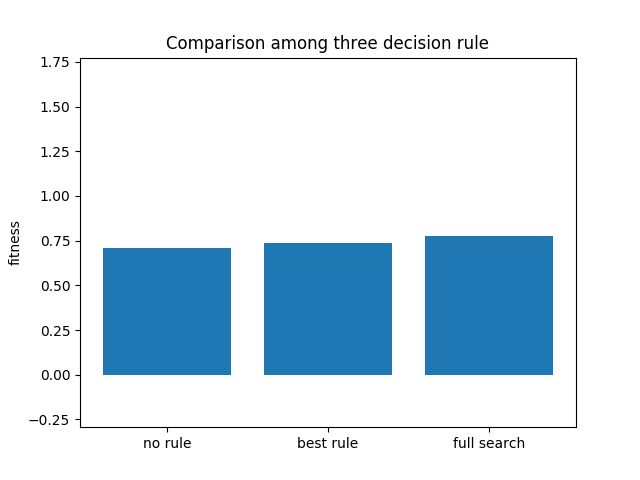 Comparison among three decision rule
fitness
1.75
1.50
1.25
1.00
0.75
0.50
0.25
0.00
−0.25
no rule
best rule
full search